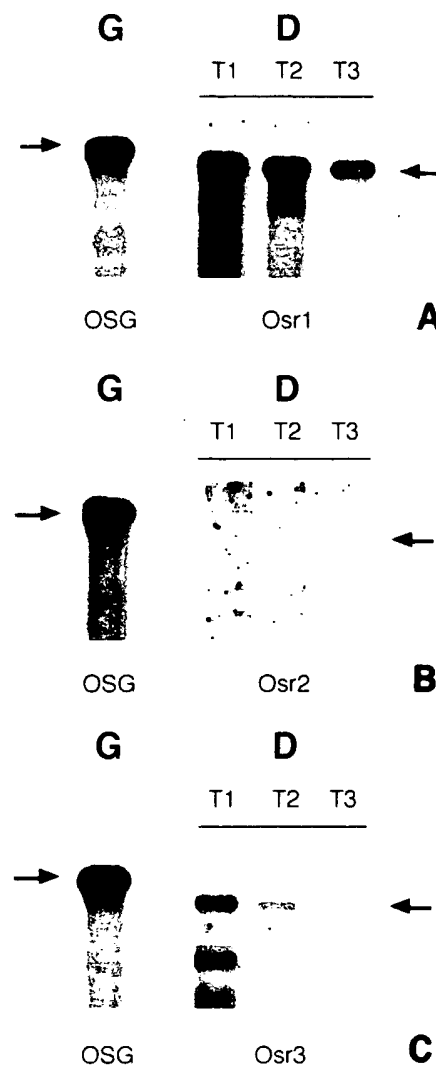 G D
T1 T2 T3
OSG Osr1 A
G D
T1 T2 T3
OSG Osr2 B
G D
T1 T2 T3
OSG Osr3 C